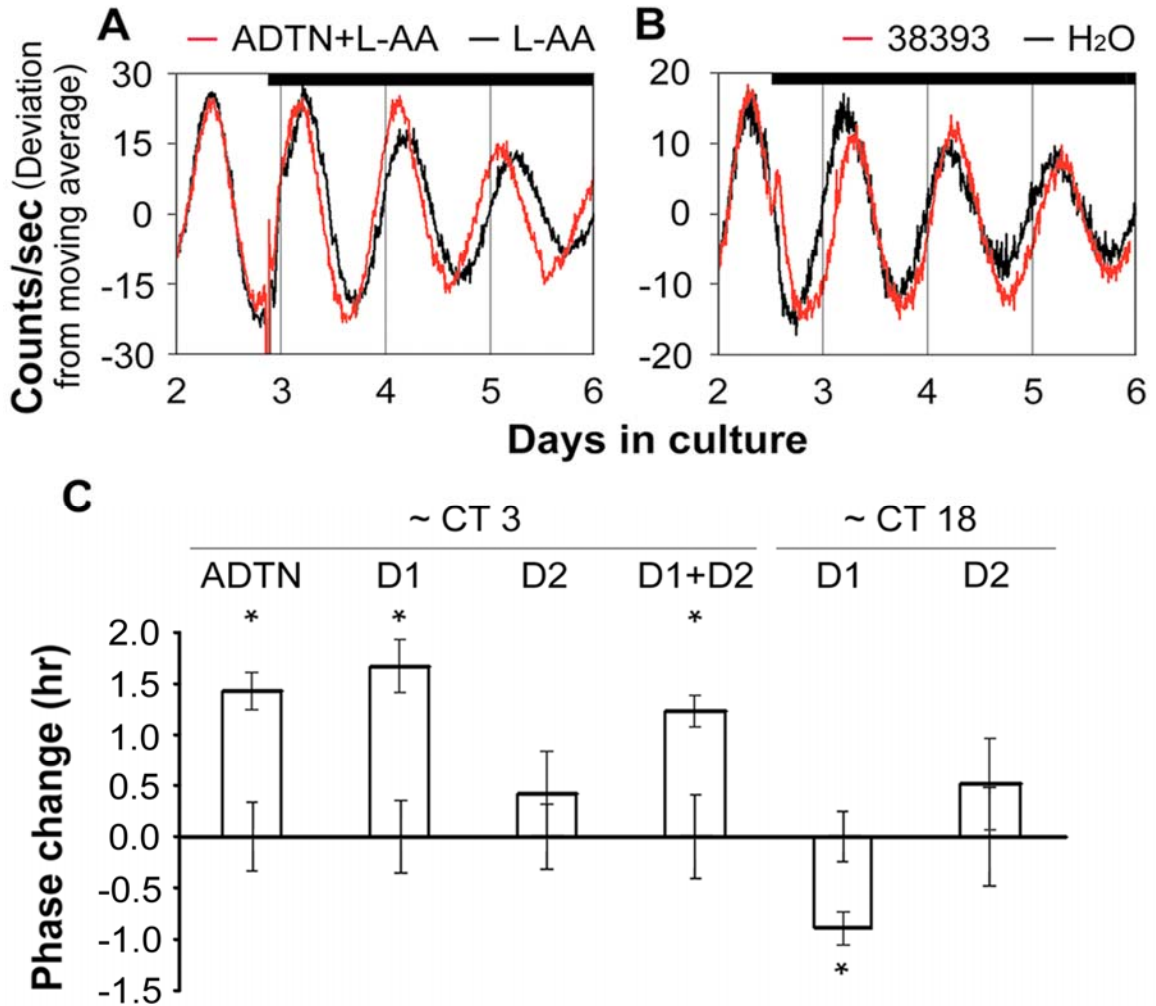 A
ADTN+L-AA
L-AA
B
38393
H2O
Counts/sec (Deviation
from moving average)
30
15
0
-15
-30
20
10
0
-10
-20
2 3 4 5 6
2 3 4 5 6
Days in culture
C
~ CT 3
~ CT 18
ADTN D1 D2 D1+D2 D1 D2
* * *
Phase change (hr)
2.0
1.5
1.0
0.5
0.0
-0.5
-1.0
-1.5
*